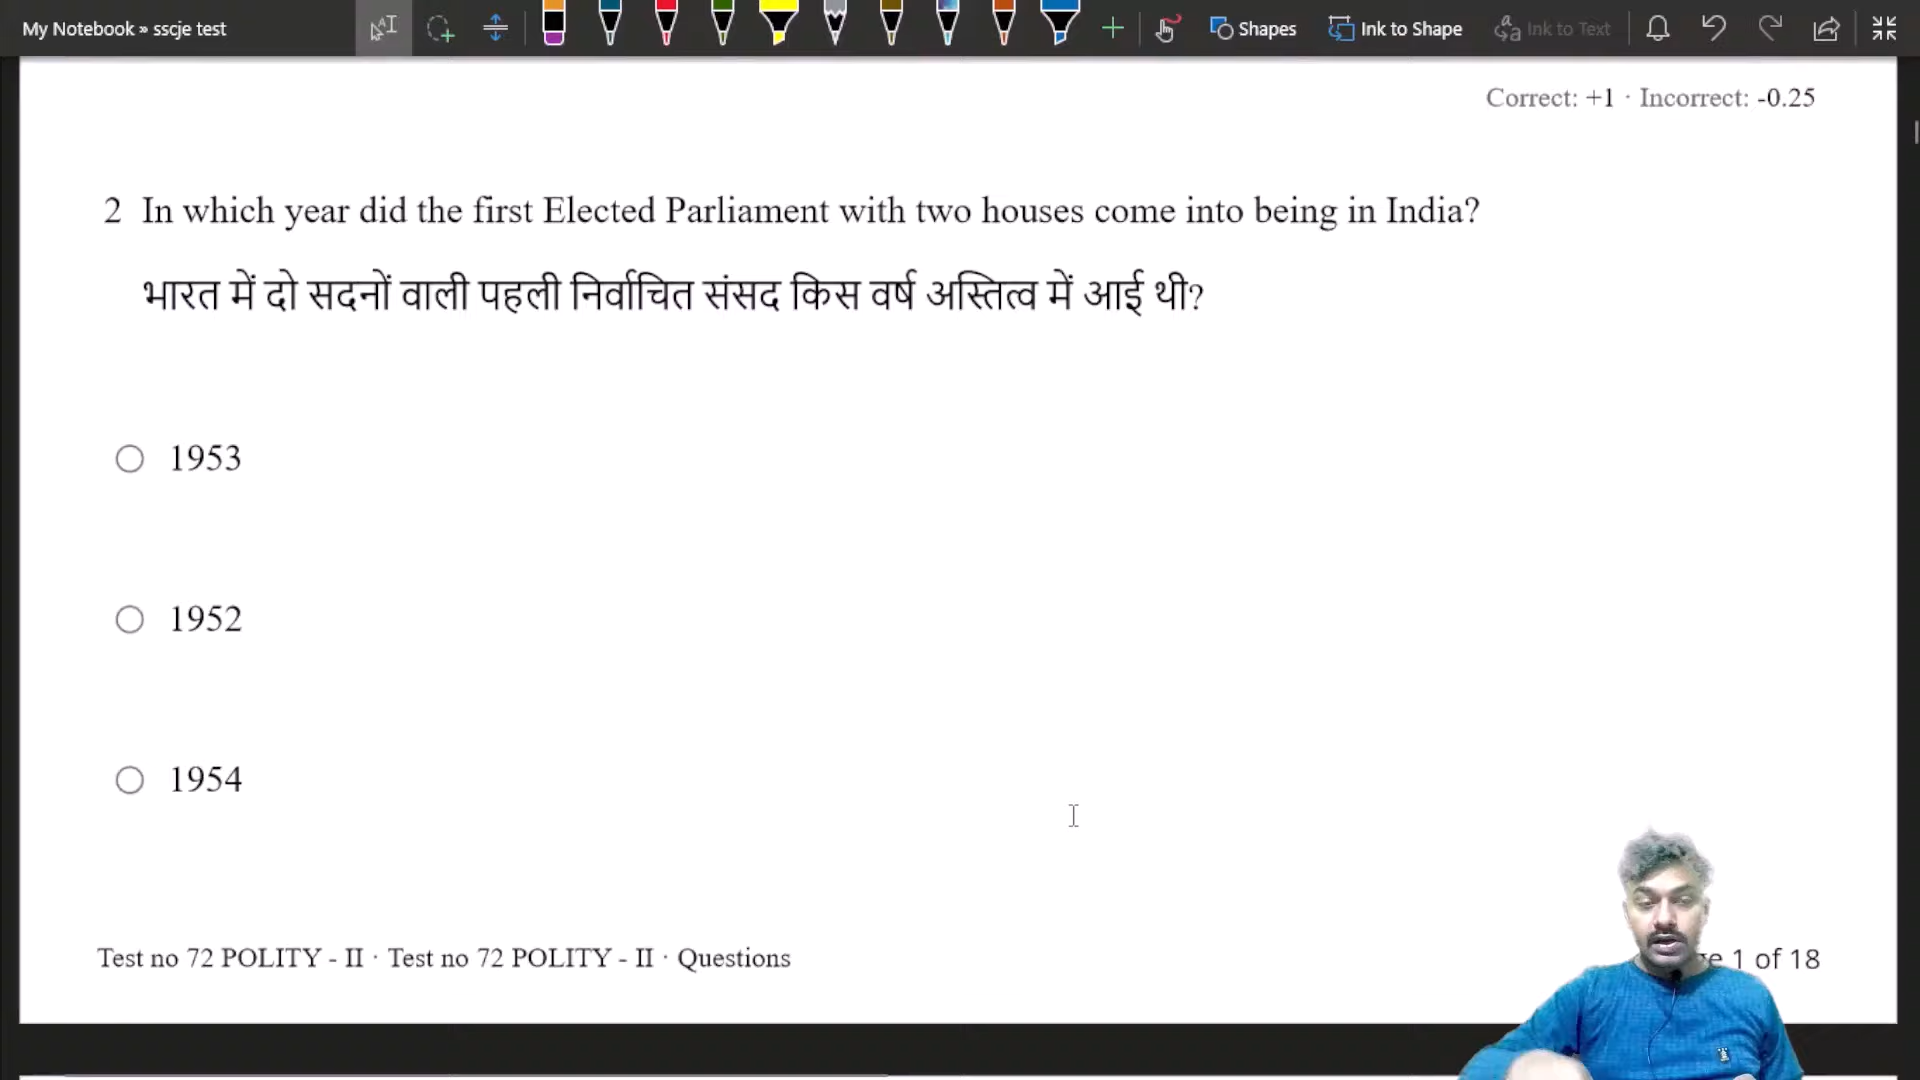 My Notebook » sscje test
Shapes
Ink to Shape
Ink to Text
Correct: +1 · Incorrect: -0.25
2 In which year did the first Elected Parliament with two houses come into being in India?
भारत में दो सदनों वाली पहली निर्वाचित संसद किस वर्ष अस्तित्व में आई थी?
1953
1952
1954
Test no 72 POLITY - II · Test no 72 POLITY - II · Questions
1 of 18